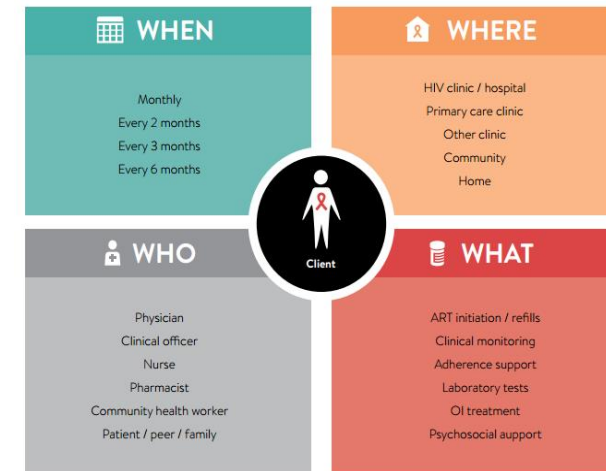 WHEN
Monthly
Every 2 months
Every 3 months
Every 6 months
WHERE
HIV clinic / hospital
Primary care clinic
Other clinic
Community
Home
Client
WHO
Physician
Clinical officer
Nurse
Pharmacist
Community health worker
Patient / peer / family
WHAT
ART initiation / refills
Clinical monitoring
Adherence support
Laboratory tests
OI treatment
Psychosocial aupport